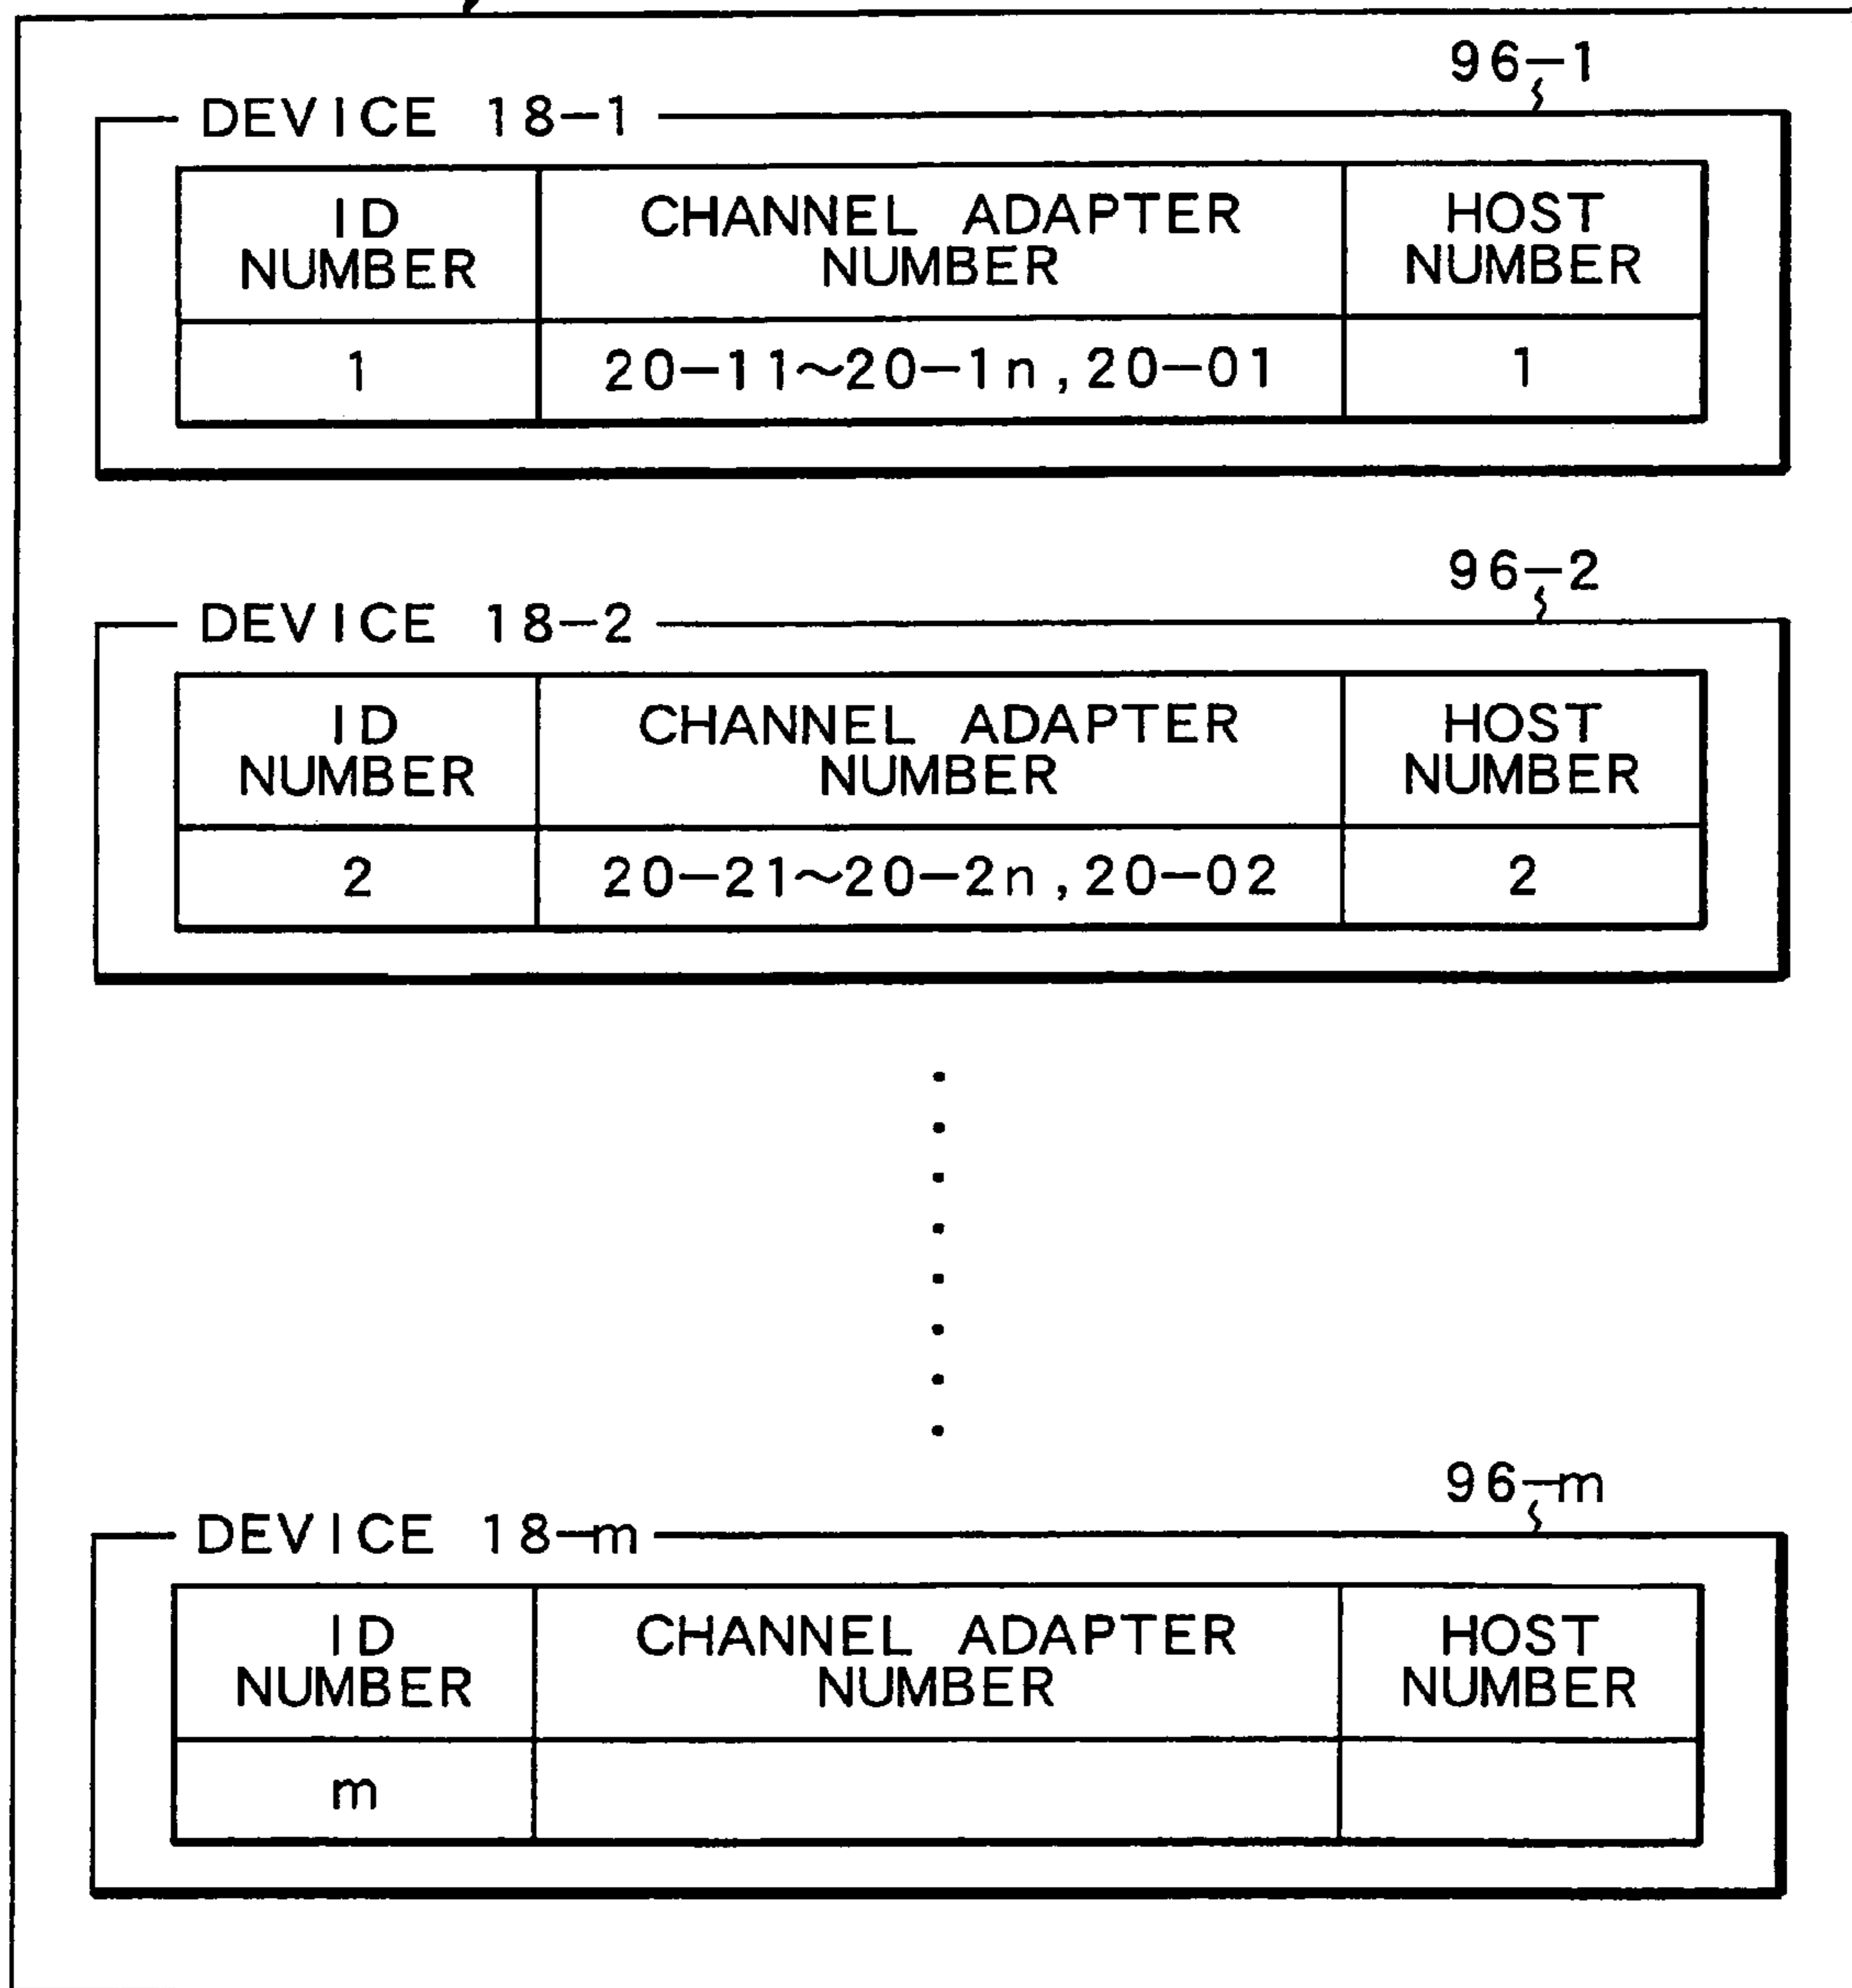 96-1
DEVICE 18-1
ID NUMBER
CHANNEL ADAPTER NUMBER
HOST NUMBER
1
20-11~20-1n, 20-01
1
96-2
DEVICE 18-2
ID NUMBER
CHANNEL ADAPTER NUMBER
HOST NUMBER
2
20-21~20-2n, 20-02
2
96-m
DEVICE 18-m
ID NUMBER
CHANNEL ADAPTER NUMBER
HOST NUMBER
m